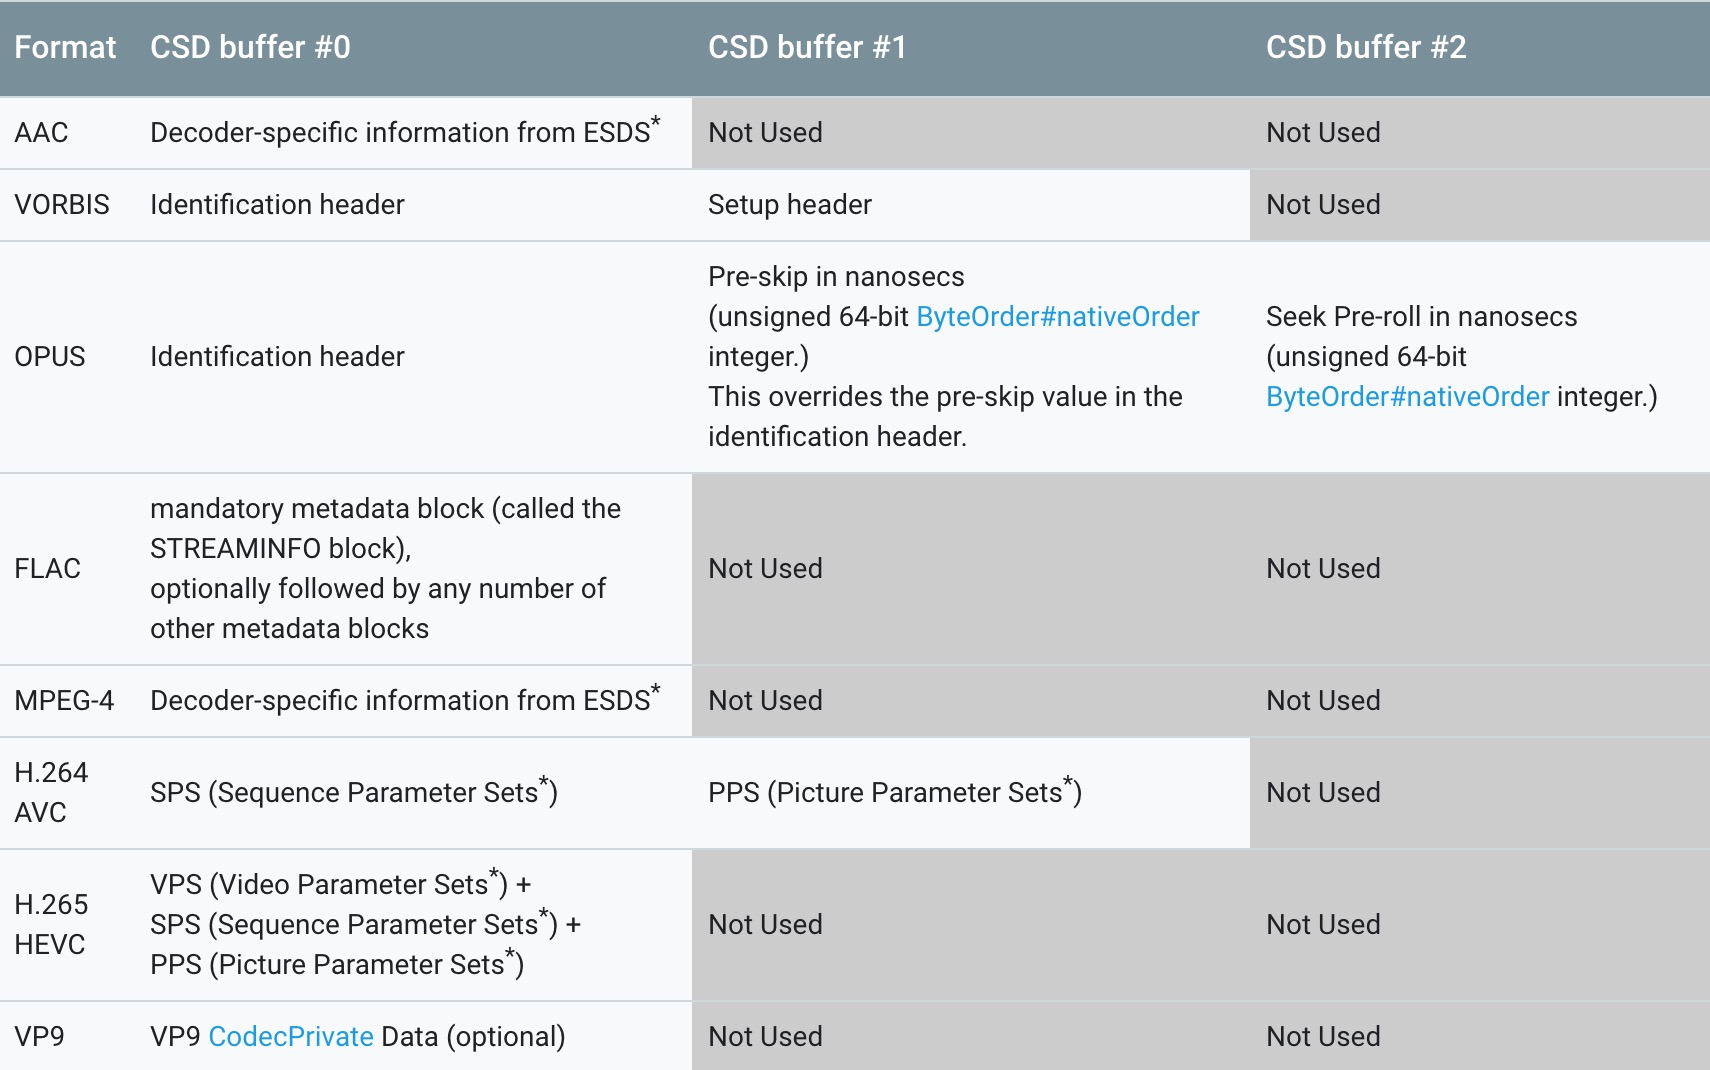 Format CSD buffer #0 CSD buffer #1 CSD buffer #2
AAC Decoder-specific information from ESDS* Not Used Not Used
VORBIS Identification header Setup header Not Used
OPUS Identification header
Pre-skip in nanosecs
(unsigned 64-bit ByteOrder#nativeOrder
integer.)
This overrides the pre-skip value in the
identification header.
Seek Pre-roll in nanosecs
(unsigned 64-bit
ByteOrder#nativeOrder integer.)
FLAC
mandatory metadata block (called the
STREAMINFO block),
optionally followed by any number of
other metadata blocks
Not Used Not Used
MPEG-4 Decoder-specific information from ESDS* Not Used Not Used
H.264
AVC
SPS (Sequence Parameter Sets*) PPS (Picture Parameter Sets*) Not Used
H.265
HEVC
VPS (Video Parameter Sets*) +
SPS (Sequence Parameter Sets*) +
PPS (Picture Parameter Sets*)
Not Used Not Used
VP9 VP9 CodecPrivate Data (optional) Not Used Not Used